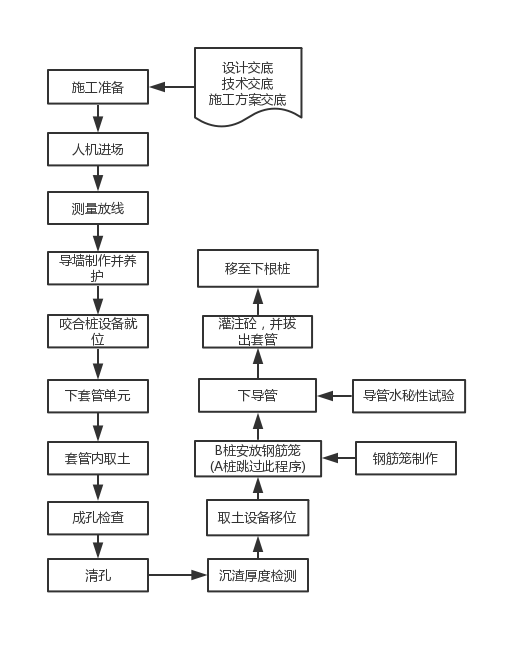 设计交底
技术交底
施工方案交底
施工准备
人机进场
测量放线
导墙制作并养
护
咬合桩设备就
位
下套管单元
套管内取土
成孔检查
清孔
沉渣厚度检测
取土设备移位
B桩安放钢筋笼
(A桩跳过此程序)
钢筋笼制作
下导管
导管水秘性试验
灌注砼，并拔
出套管
移至下根桩